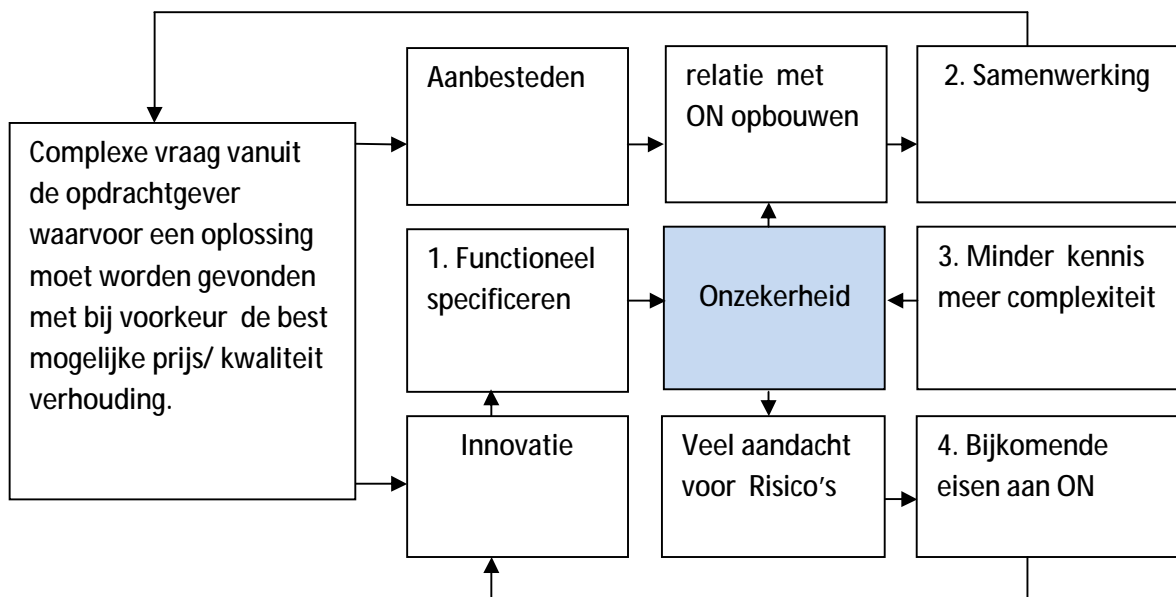 Complexe vraag vanuit
de opdrachtgever
waarvoor een oplossing
moet worden gevonden
met bij voorkeur de best
mogelijke prijs/ kwaliteit
verhouding.
Aanbesteden
relatie met
ON opbouwen
2. Samenwerking
1. Functioneel
specificeren
Onzekerheid
3. Minder kennis
meer complexiteit
Innovatie
Veel aandacht
voor Risico's
4. Bijkomende
eisen aan ON